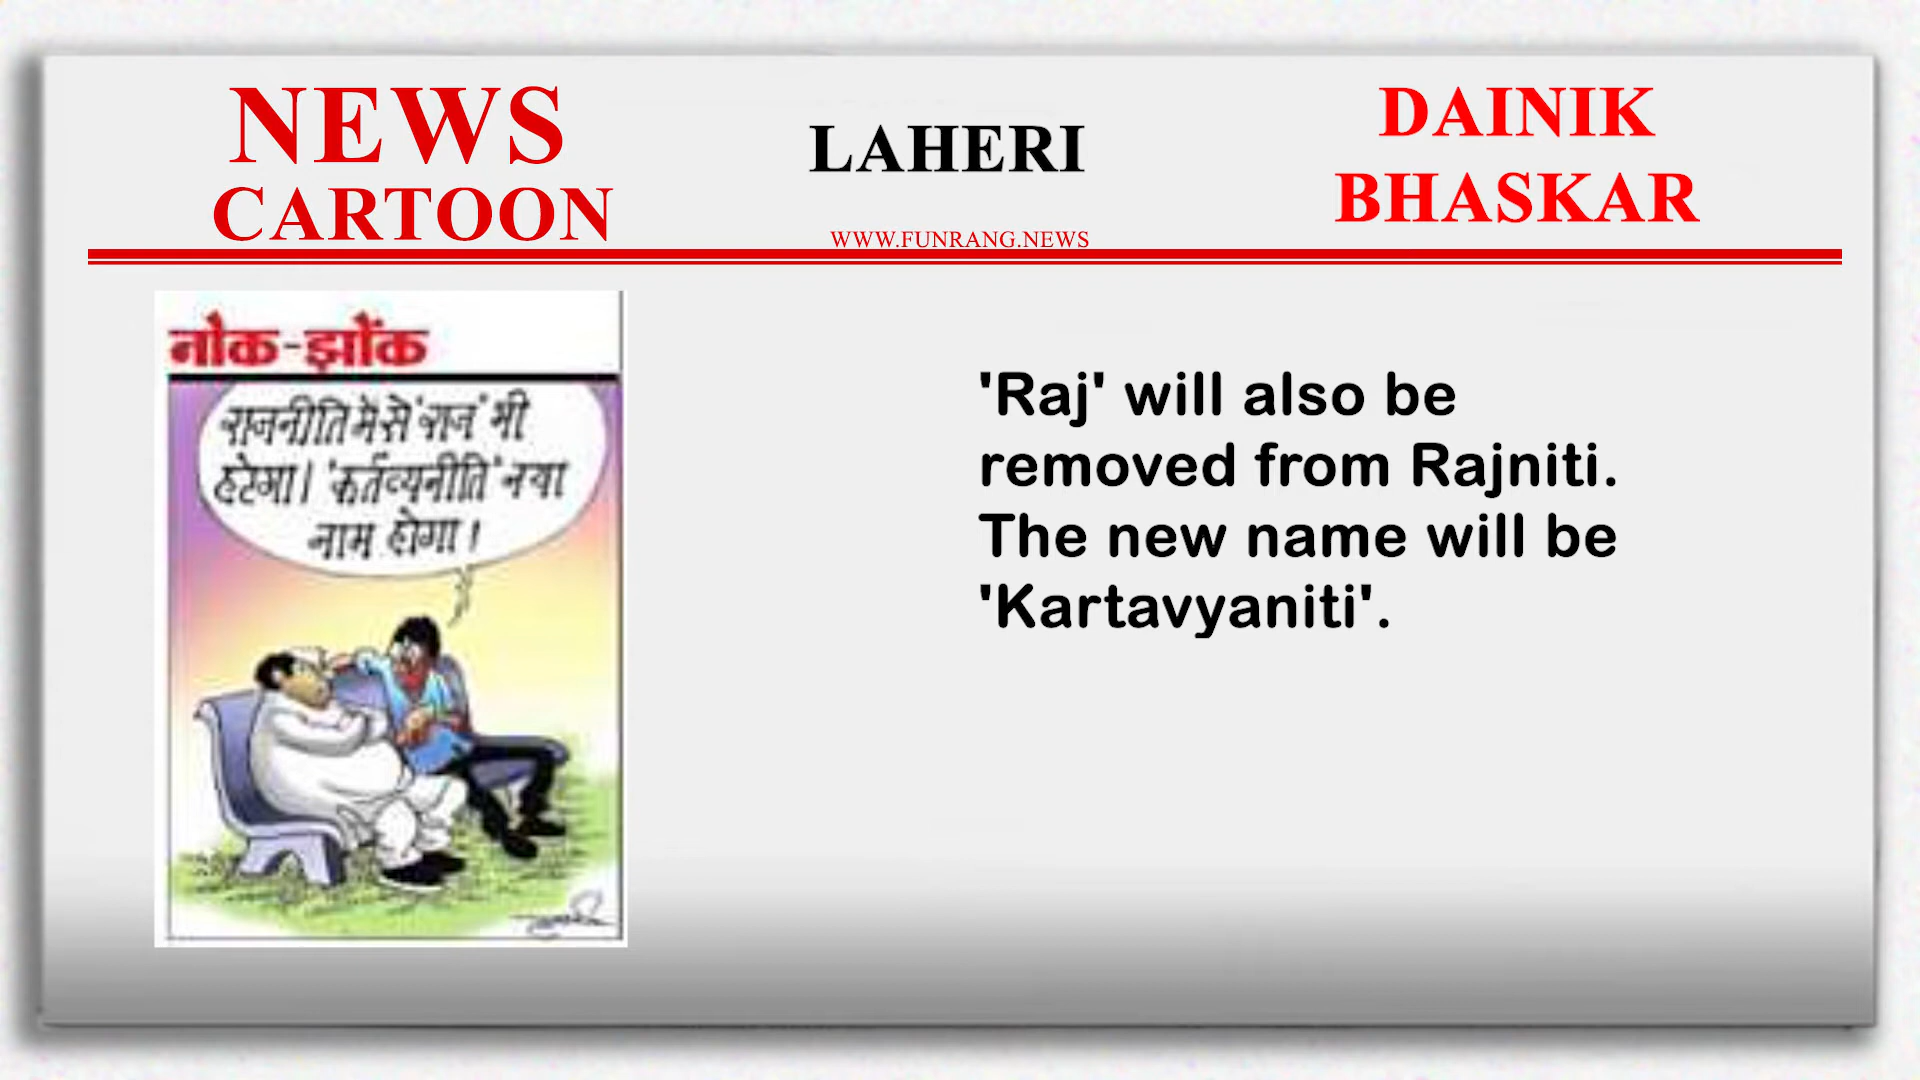 NEWS
CARTOON
LAHERI
WWW.FUNRANG.NEWS
DAINIK
BHASKAR
नोक-झोंक
राजनीति मेसे 'राज' भी
हटेगा। 'कर्तव्यनीति' नया
नाम होगा।
'Raj' will also be
removed from Rajniti.
The new name will be
'Kartavyaniti'.